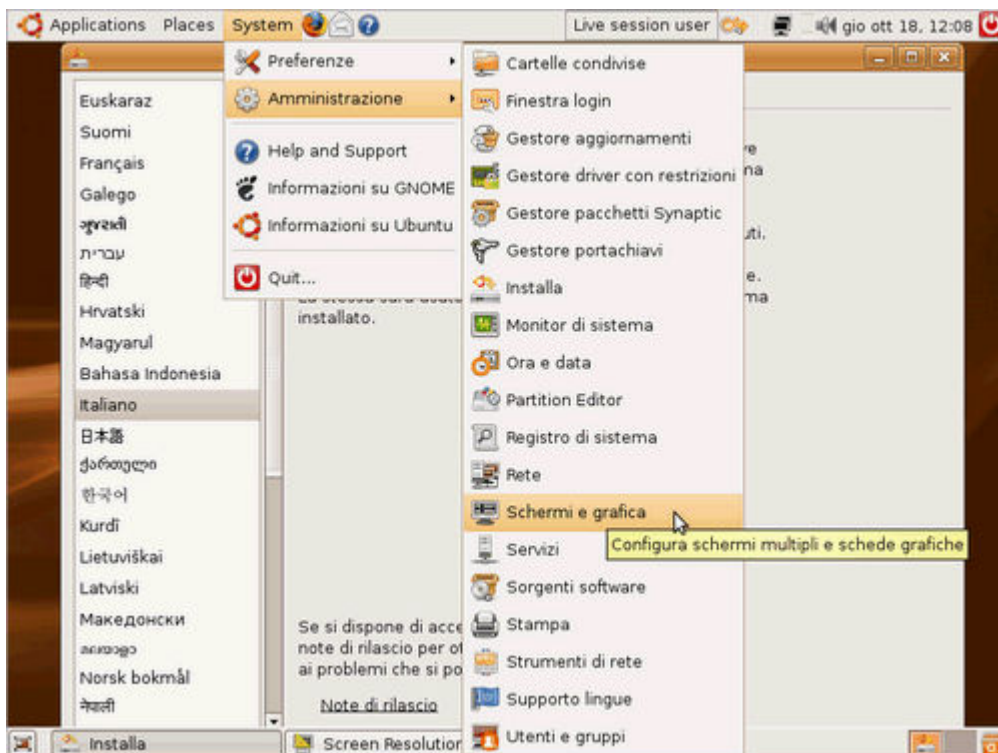 Applications Places System
Live session user
gio ott 18, 12:08
Preferenze
Amministrazione
Help and Support
Informazioni su GNOME
Informazioni su Ubuntu
Quit...
Cartelle condivise
Finestra login
Gestore aggiornamenti
Gestore driver con restrizioni
Gestore pacchetti Synaptic
Gestore portachiavi
Installa
Monitor di sistema
Ora e data
Partition Editor
Registro di sistema
Rete
Schermi e grafica
Configura schermi multipli e schede grafiche
Servizi
Sorgenti software
Stampa
Strumenti di rete
Supporto lingue
Utenti e gruppi
Euskaraz
Suomi
Français
Galego
ગુજરાતી
עברית
हिन्दी
Hrvatski
Magyarul
Bahasa Indonesia
Italiano
日本語
ქართული
한국어
Kurdî
Lietuviškai
Latviski
Македонски
മലയാളം
Norsk bokmål
नेपाली
installato.
Se si dispone di acce
note di rilascio per ot
ai problemi che si po
Note di rilascio
Installa
Screen Resolution